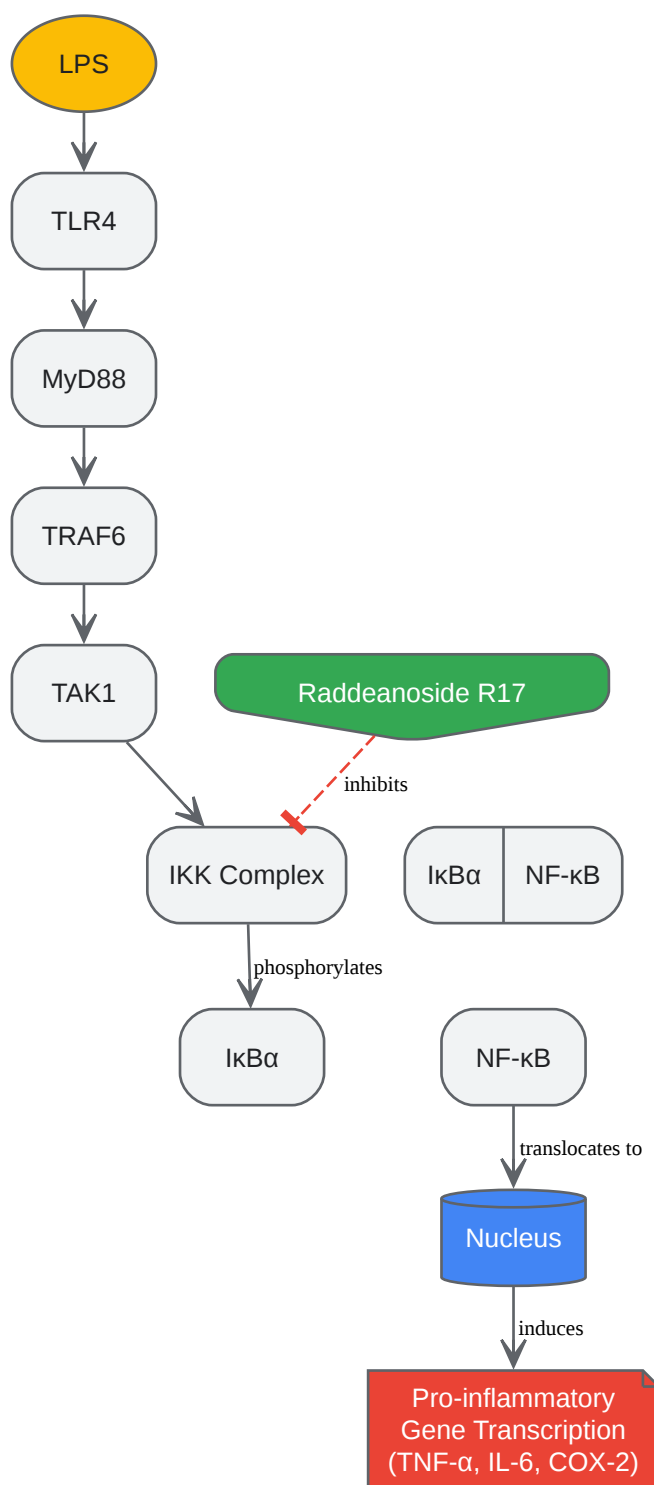 LPS
TLR4
MyD88
TRAF6
TAK1
Raddeanoside R17
inhibits
IKK Complex
IκBα
NF-κB
phosphorylates
IκBα
NF-κB
translocates to
Nucleus
induces
Pro-inflammatory
Gene Transcription
(TNF-α, IL-6, COX-2)